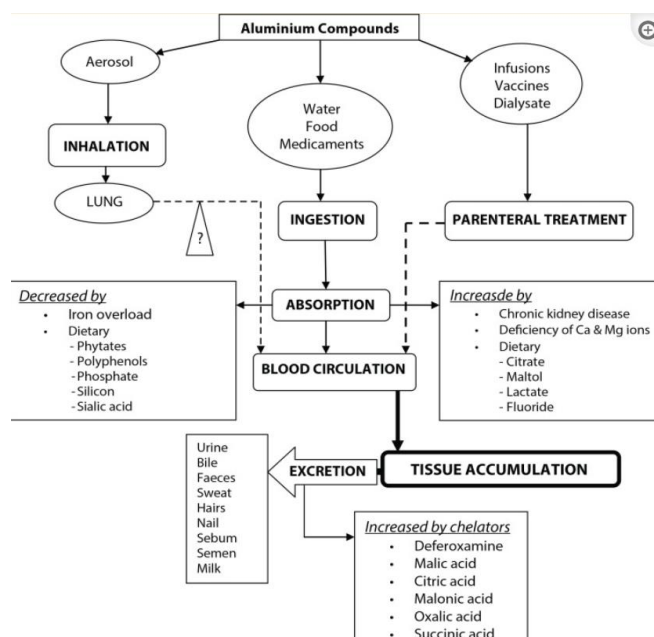 Aluminium Compounds
Aerosol
Water
Food
Medicaments
Infusions
Vaccines
Dialysate
INHALATION
LUNG
?
INGESTION
PARENTERAL TREATMENT
Decreased by
• Iron overload
• Dietary
- Phytates
- Polyphenols
- Phosphate
- Silicon
- Sialic acid
ABSORPTION
Increasde by
• Chronic kidney disease
• Deficiency of Ca & Mg ions
• Dietary
- Citrate
- Maltol
- Lactate
- Fluoride
BLOOD CIRCULATION
Urine
Bile
Faeces
Sweat
Hairs
Nail
Sebum
Semen
Milk
EXCRETION
TISSUE ACCUMULATION
Increased by chelators
• Deferoxamine
• Malic acid
• Citric acid
• Malonic acid
• Oxalic acid
• Succinic acid